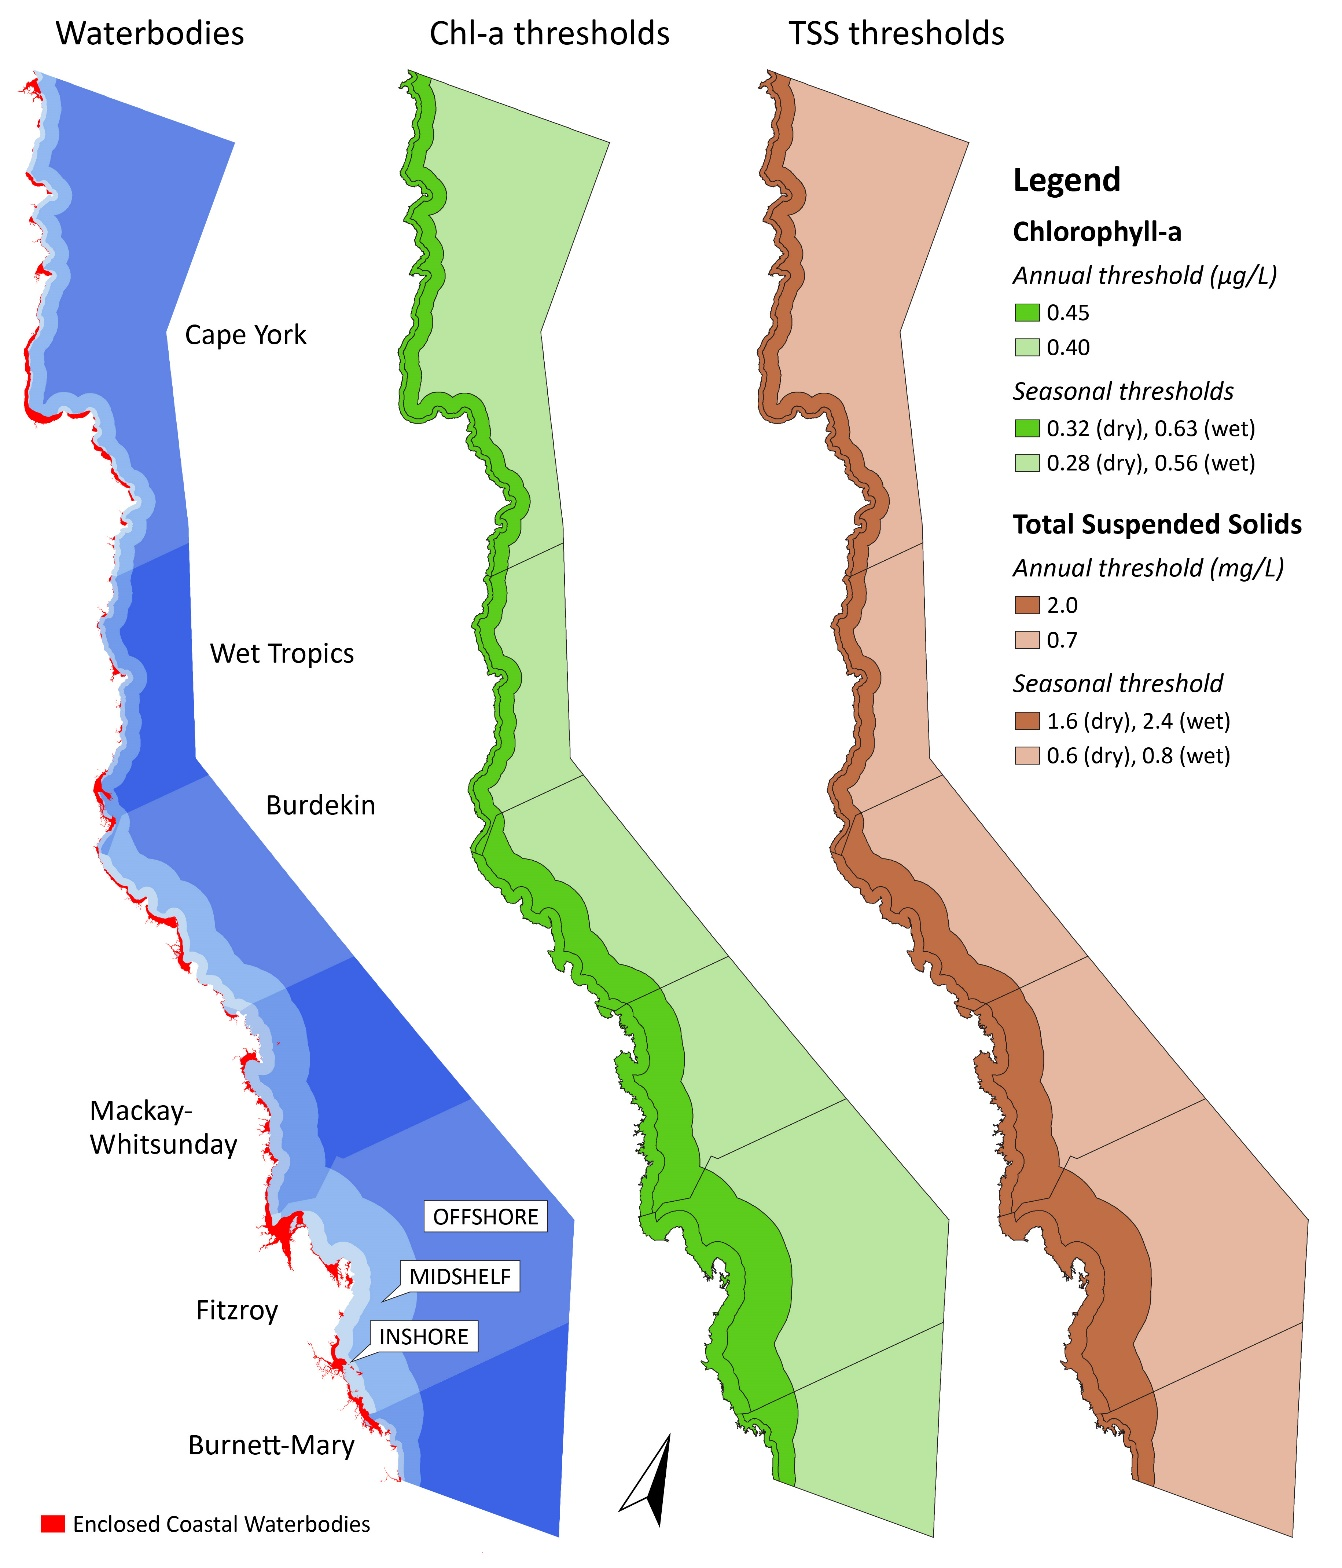 Waterbodies
Chl-a thresholds
TSS thresholds
Cape York
Wet Tropics
Burdekin
Mackay-
Whitsunday
OFFSHORE
MIDSHELF
Fitzroy
INSHORE
Burnett-Mary
Enclosed Coastal Waterbodies
Legend
Chlorophyll-a
Annual threshold (µg/L)
0.45
0.40
Seasonal thresholds
0.32 (dry), 0.63 (wet)
0.28 (dry), 0.56 (wet)
Total Suspended Solids
Annual threshold (mg/L)
2.0
0.7
Seasonal threshold
1.6 (dry), 2.4 (wet)
0.6 (dry), 0.8 (wet)